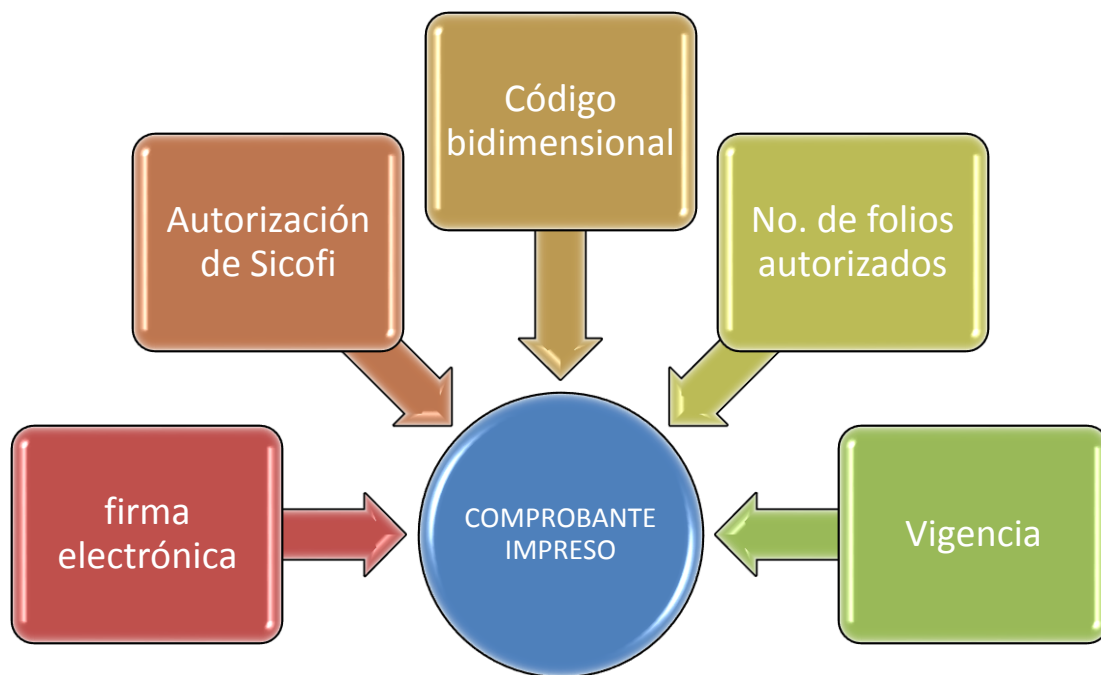 Código
bidimensional
Autorización
de Sicofi
No. de folios
autorizados
firma
electrónica
COMPROBANTE
IMPRESO
Vigencia